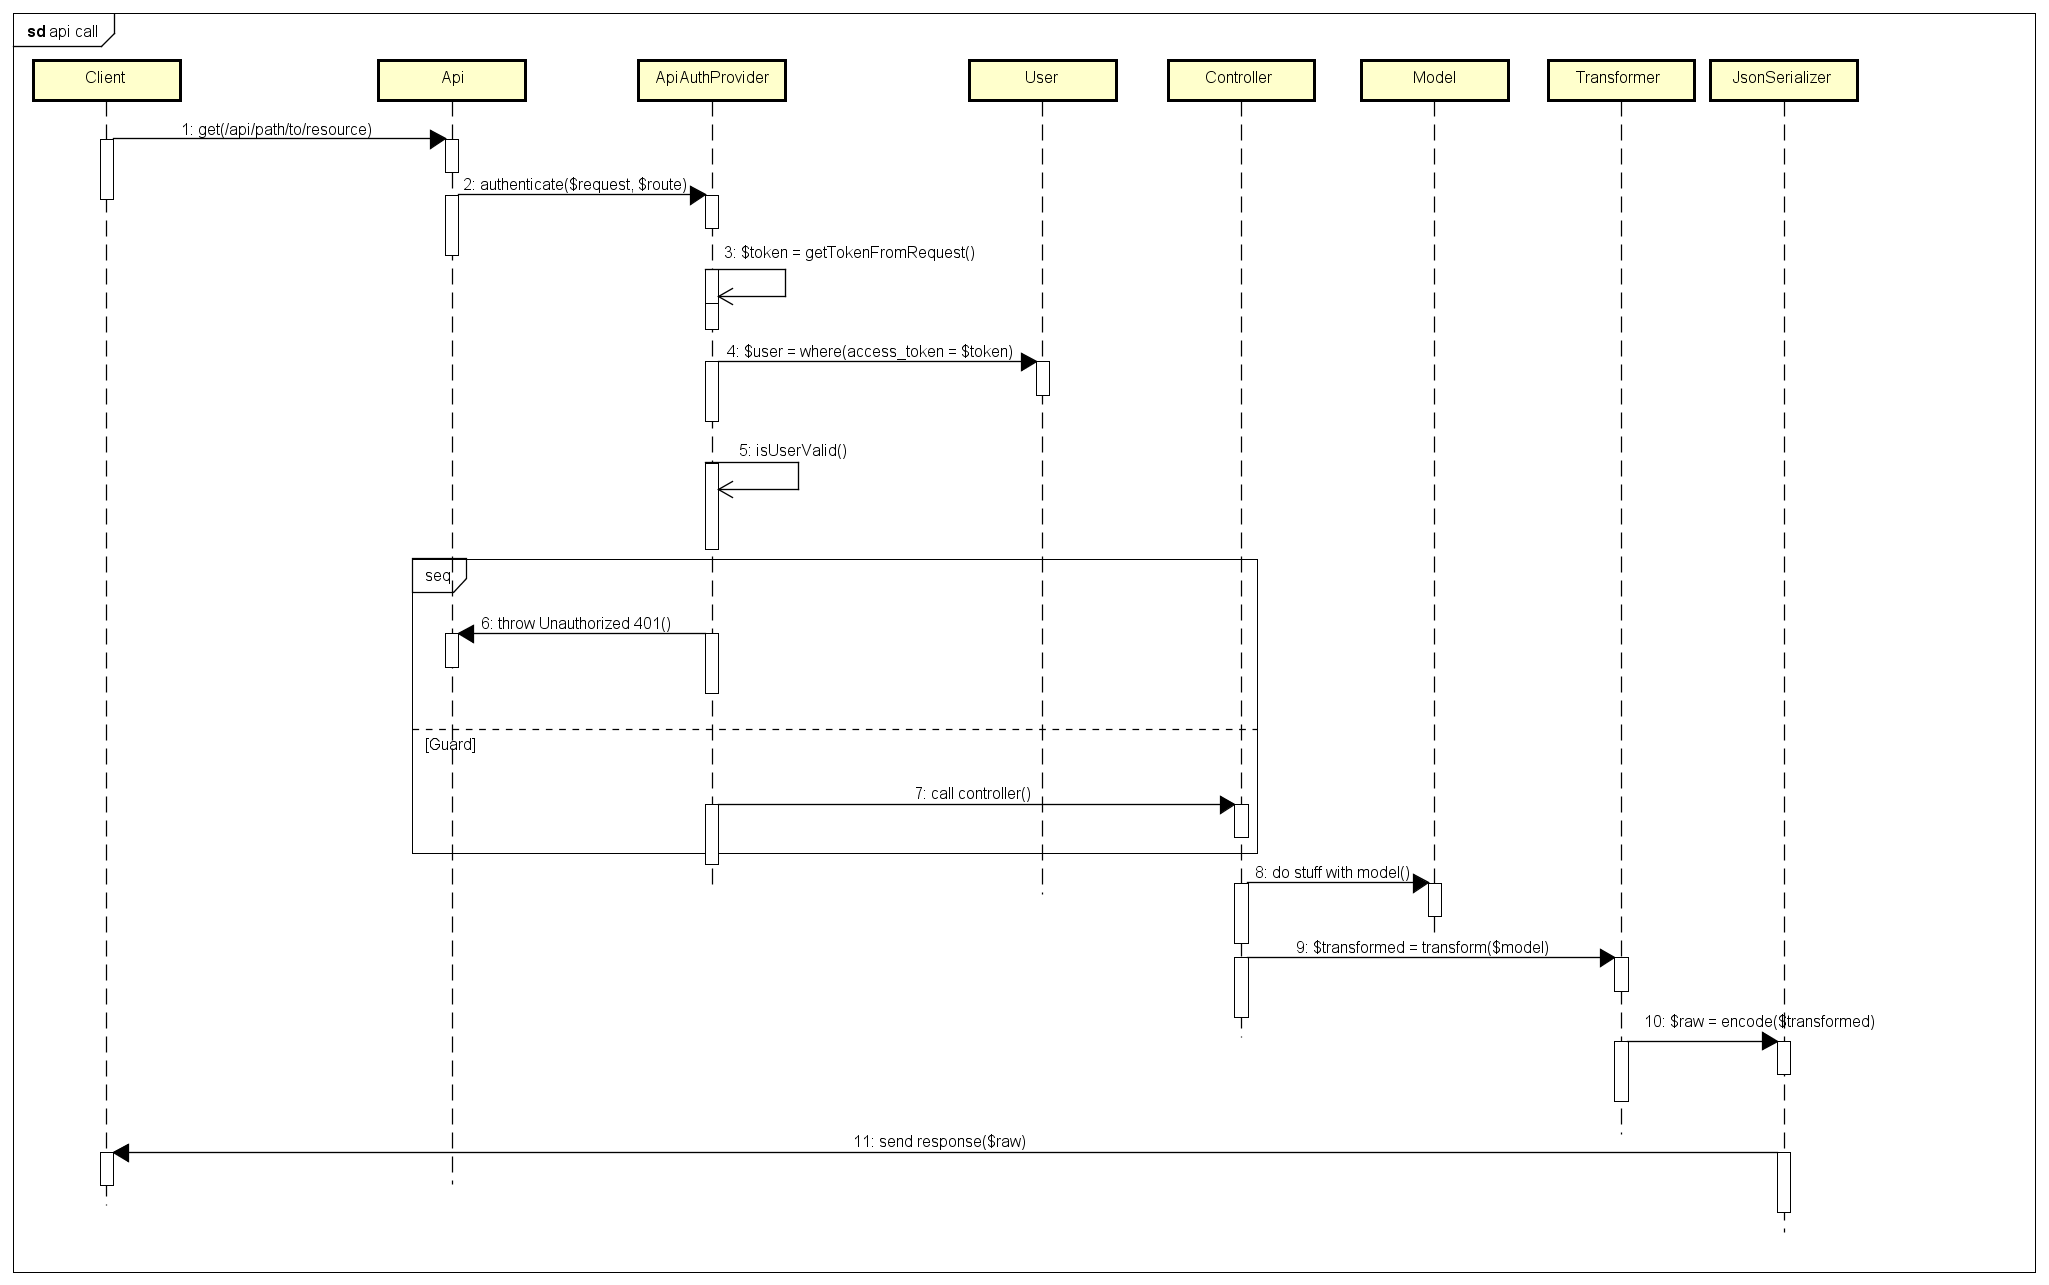 sd api call
Client
Api
ApiAuthProvider
User
Controller
Model
Transformer
JsonSerializer
1: get(/api/path/to/resource)
2: authenticate($request, $route)
3: $token = getTokenFromRequest()
4: $user = where(access_token = $token)
5: isUserValid()
seq
6: throw Unauthorized 401()
[Guard]
7: call controller()
8: do stuff with model()
9: $transformed = transform($model)
10: $raw = encode($transformed)
11: send response($raw)